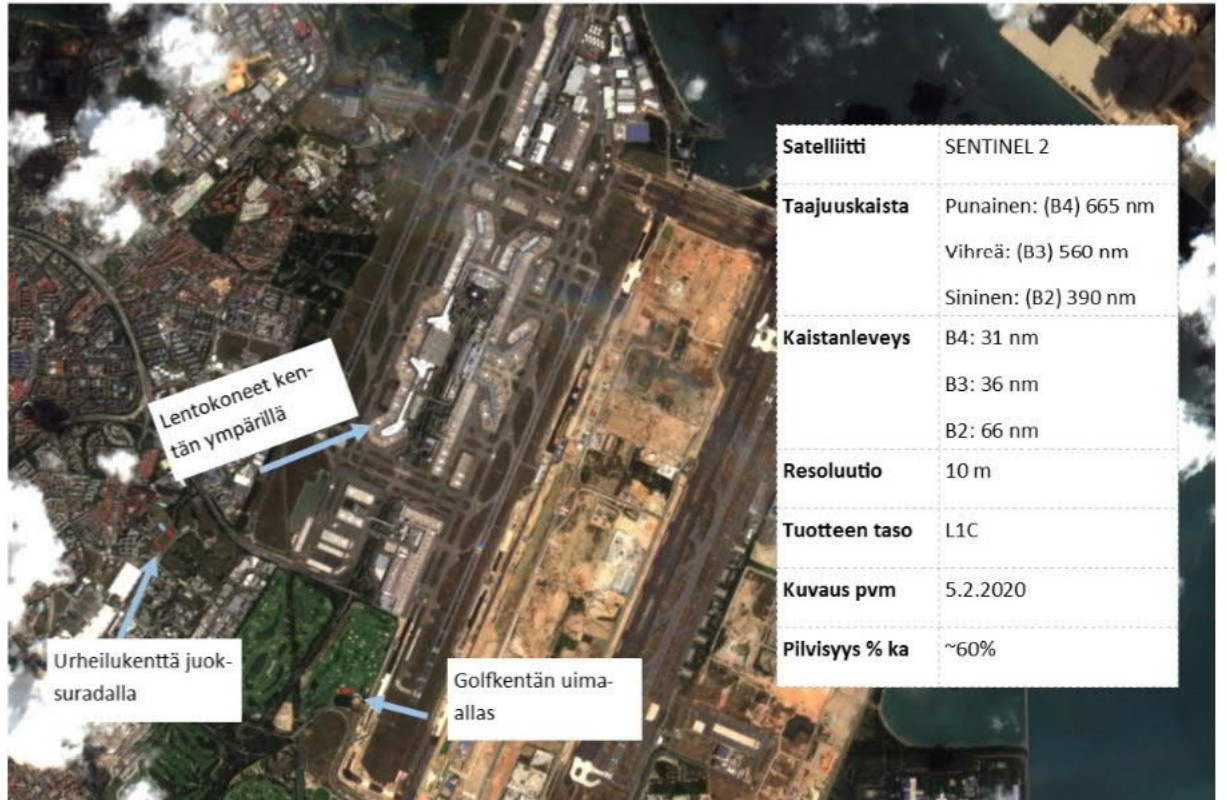 Satelliitti SENTINEL 2
Taajuuskaista Punainen: (B4) 665 nm
Vihreä: (B3) 560 nm
Sininen: (B2) 390 nm
Kaistanleveys B4: 31 nm
B3: 36 nm
B2: 66 nm
Resoluutio 10 m
Tuotteen taso L1C
Kuvaus pvm 5.2.2020
Pilvisyys % ka ~60%
Lentokoneet ken-
tän ympärillä
Urheilukenttä juok-
suradalla
Golfkentän uima-
allas